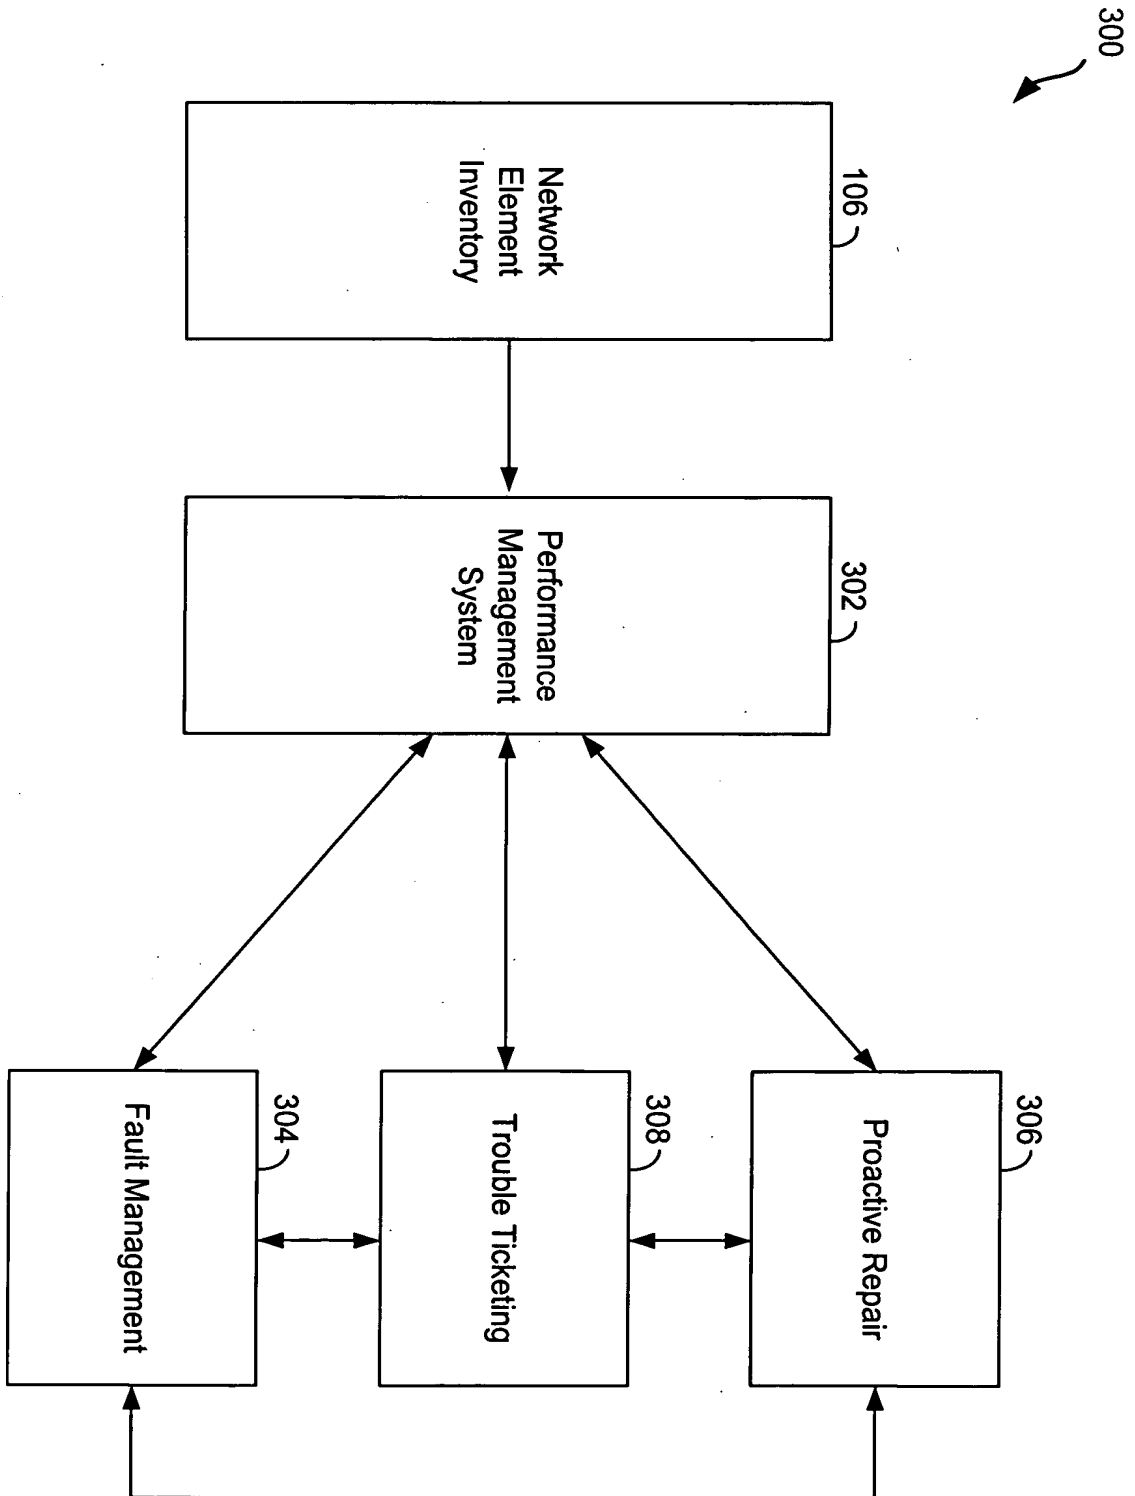 300
106
Network
Element
Inventory
302
Performance
Management
System
306
Proactive Repair
308
Trouble Ticketing
304
Fault Management